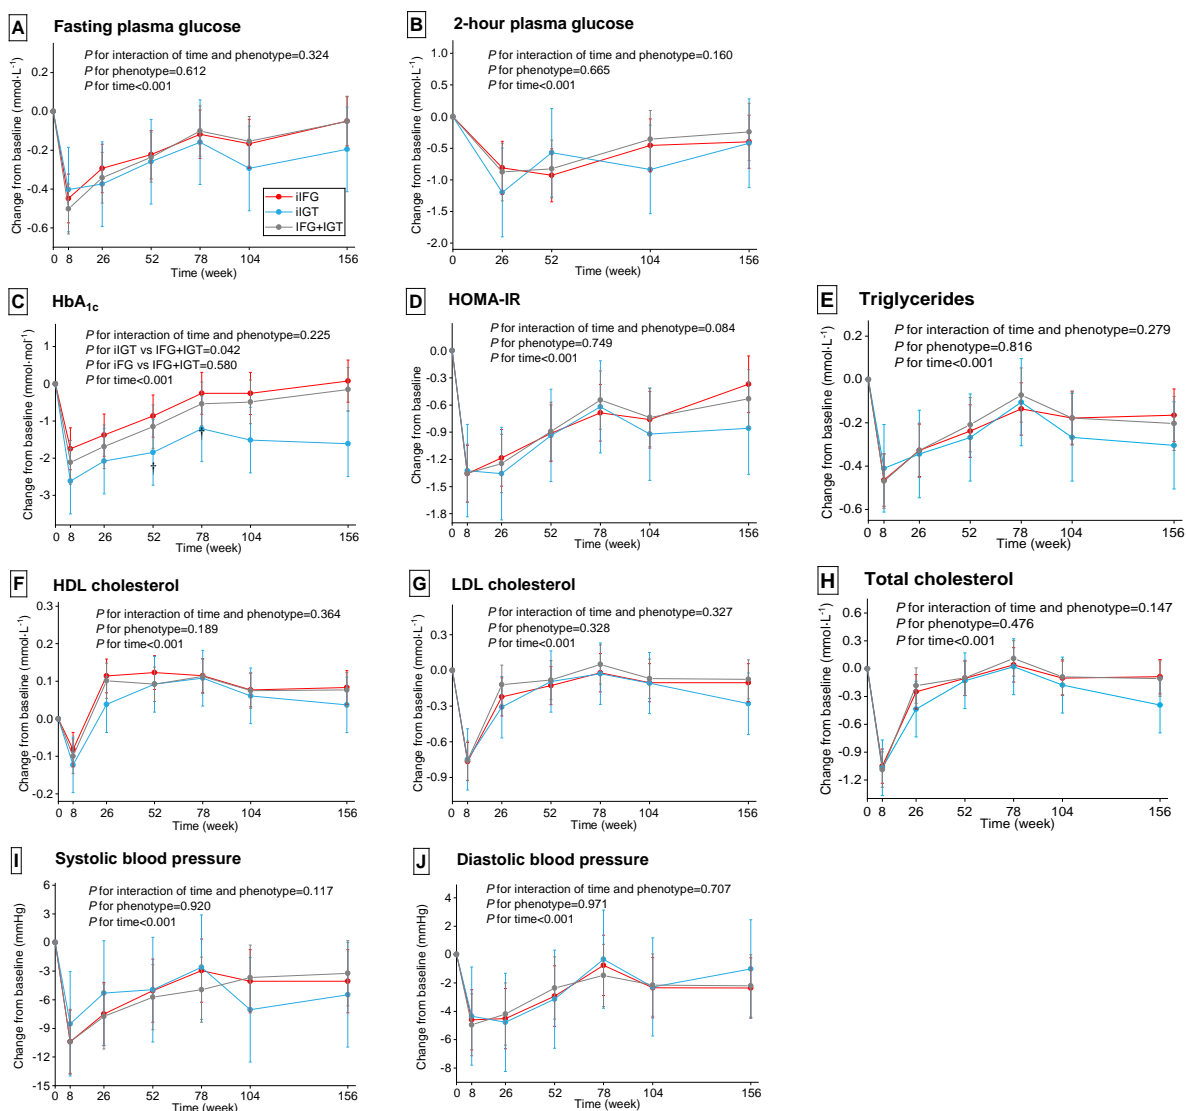 A Fasting plasma glucose
P for interaction of time and phenotype=0.324
P for phenotype=0.612
P for time<0.001
Change from baseline (mmol·L-1)
0.2
0.0
-0.2
-0.4
-0.6
iIFG
iIGT
IFG+IGT
0 8 26 52 78 104 156
Time (week)
B 2-hour plasma glucose
P for interaction of time and phenotype=0.160
P for phenotype=0.665
P for time<0.001
Change from baseline (mmol·L-1)
1.0
0.5
0.0
-0.5
-1.0
-1.5
-2.0
0 26 52 104 156
Time (week)
C HbA1c
P for interaction of time and phenotype=0.225
P for iIGT vs IFG+IGT=0.042
P for iFG vs IFG+IGT=0.580
P for time<0.001
Change from baseline (mmol·mol-1)
1
0
-1
-2
-3
†
†
0 8 26 52 78 104 156
Time (week)
D HOMA-IR
P for interaction of time and phenotype=0.084
P for phenotype=0.749
P for time<0.001
Change from baseline
0.0
-0.3
-0.6
-0.9
-1.2
-1.5
-1.8
0 8 26 52 78 104 156
Time (week)
E Triglycerides
P for interaction of time and phenotype=0.279
P for phenotype=0.816
P for time<0.001
Change from baseline (mmol·L-1)
0.2
0.0
-0.2
-0.4
-0.6
0 8 26 52 78 104 156
Time (week)
F HDL cholesterol
P for interaction of time and phenotype=0.364
P for phenotype=0.189
P for time<0.001
Change from baseline (mmol·L-1)
0.3
0.2
0.1
0.0
-0.1
-0.2
0 8 26 52 78 104 156
Time (week)
G LDL cholesterol
P for interaction of time and phenotype=0.327
P for phenotype=0.328
P for time<0.001
Change from baseline (mmol·L-1)
0.3
0.0
-0.3
-0.6
-0.9
0 8 26 52 78 104 156
Time (week)
H Total cholesterol
P for interaction of time and phenotype=0.147
P for phenotype=0.476
P for time<0.001
Change from baseline (mmol·L-1)
0.6
0.3
0.0
-0.3
-0.6
-0.9
-1.2
0 8 26 52 78 104 156
Time (week)
I Systolic blood pressure
P for interaction of time and phenotype=0.117
P for phenotype=0.920
P for time<0.001
Change from baseline (mmHg)
6
3
0
-3
-6
-9
-12
-15
0 8 26 52 78 104 156
Time (week)
J Diastolic blood pressure
P for interaction of time and phenotype=0.707
P for phenotype=0.971
P for time<0.001
Change from baseline (mmHg)
4
2
0
-2
-4
-6
-8
0 8 26 52 78 104 156
Time (week)